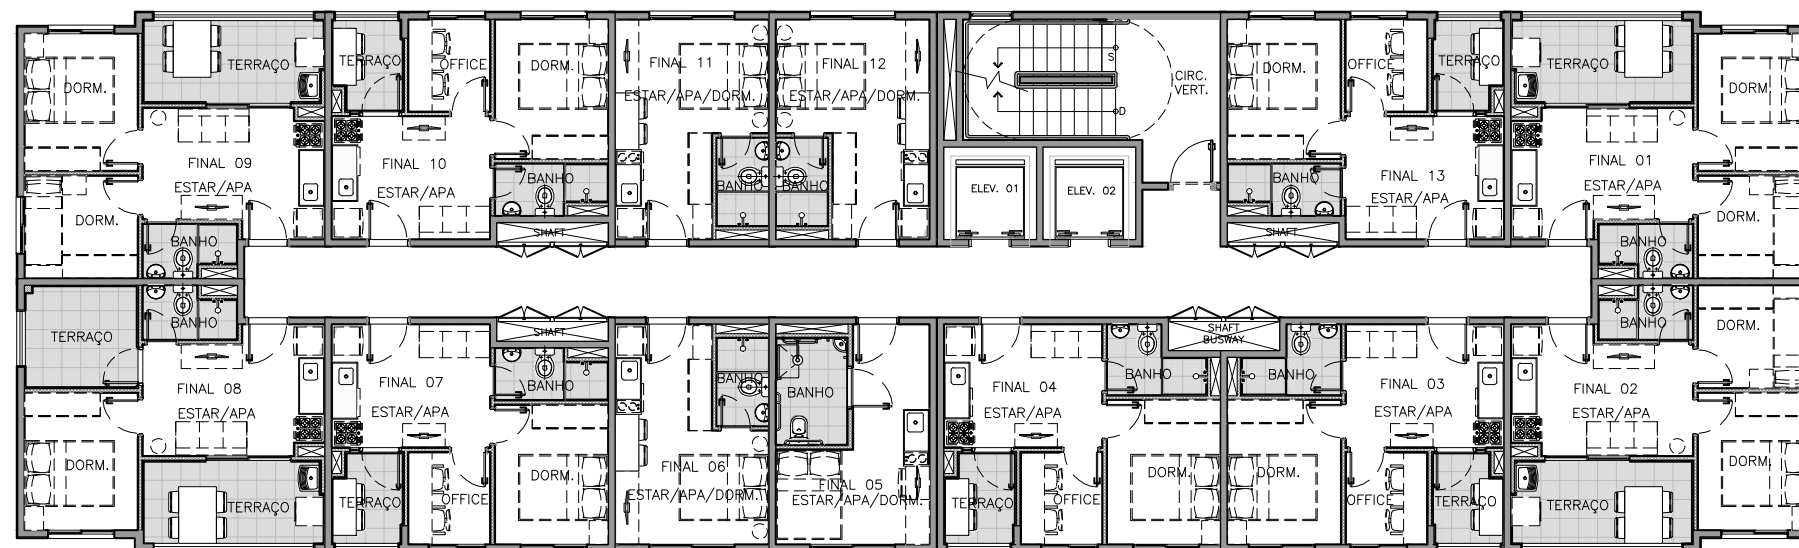 DORM.
TERRAÇO
TERRAÇO
OFFICE
DORM.
FINAL 11
ESTAR/APA/DORM.
FINAL 12
ESTAR/APA/DORM.
S
D
CIRC.
VERT.
DORM.
OFFICE
TERRAÇO
TERRAÇO
DORM.
FINAL 09
ESTAR/APA
DORM.
BANHO
FINAL 10
ESTAR/APA
BANHO
SHAFT
BANHO
BANHO
ELEV. 01
ELEV. 02
BANHO
SHAFT
FINAL 13
ESTAR/APA
FINAL 01
ESTAR/APA
DORM.
BANHO
TERRAÇO
BANHO
FINAL 08
ESTAR/APA
DORM.
TERRAÇO
SHAFT
FINAL 07
ESTAR/APA
BANHO
TERRAÇO
OFFICE
DORM.
BANHO
FINAL 06
ESTAR/APA/DORM.
BANHO
FINAL 05
ESTAR/APA/DORM.
FINAL 04
ESTAR/APA
BANHO
TERRAÇO
OFFICE
DORM.
SHAFT
BUSWAY
BANHO
FINAL 03
ESTAR/APA
DORM.
OFFICE
TERRAÇO
BANHO
DORM.
FINAL 02
ESTAR/APA
TERRAÇO
DORM.